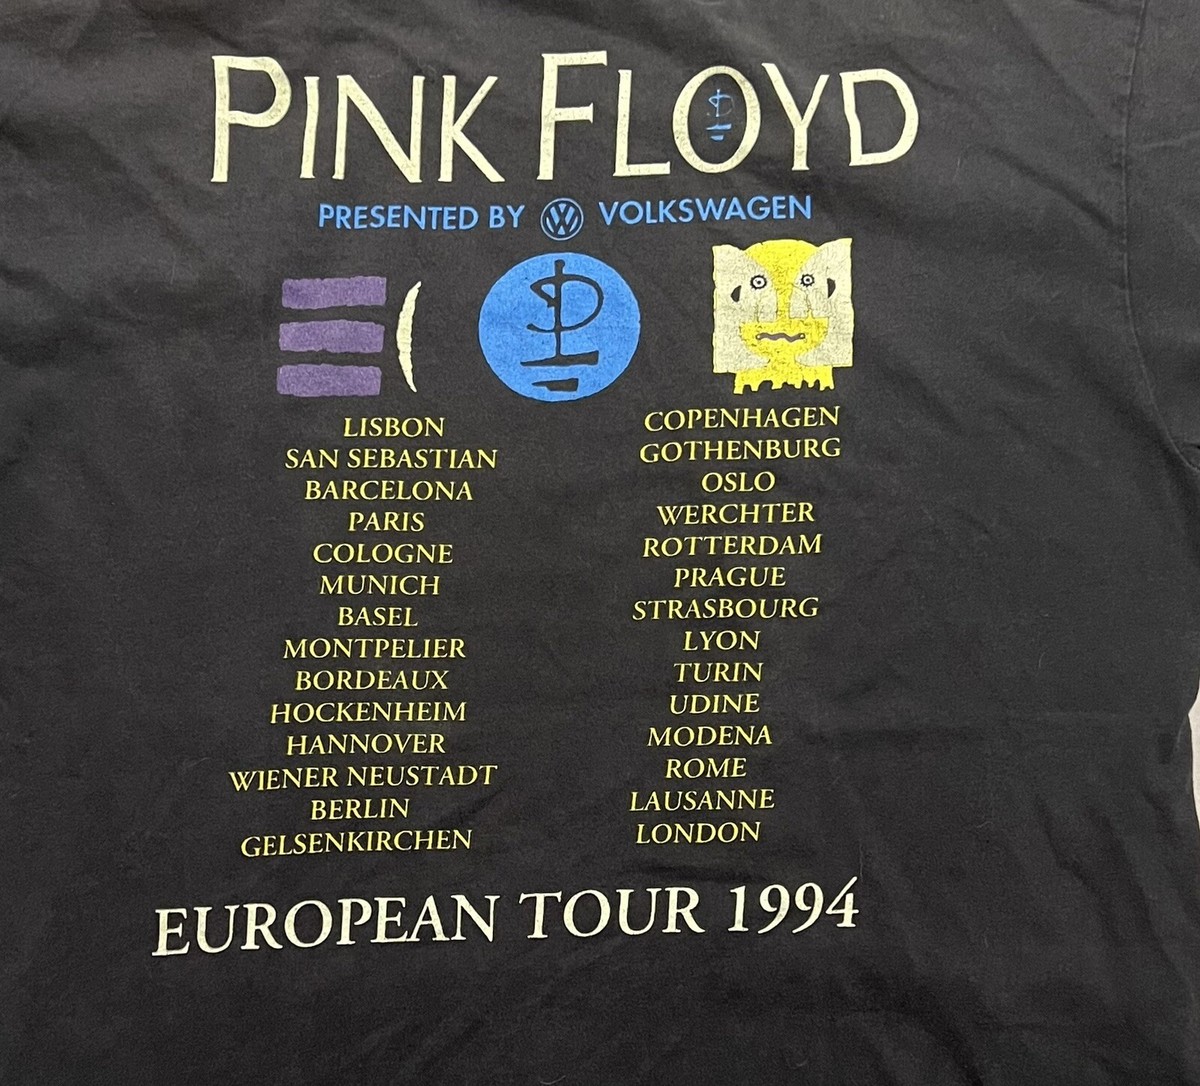 PINK FLOYD
PRESENTED BY VW VOLKSWAGEN
LISBON
SAN SEBASTIAN
BARCELONA
PARIS
COLOGNE
MUNICH
BASEL
MONTPELIER
BORDEAUX
HOCKENHEIM
HANNOVER
WIENER NEUSTADT
BERLIN
GELSENKIRCHEN
COPENHAGEN
GOTHENBURG
OSLO
WERCHTER
ROTTERDAM
PRAGUE
STRASBOURG
LYON
TURIN
UDINE
MODENA
ROME
LAUSANNE
LONDON
EUROPEAN TOUR 1994